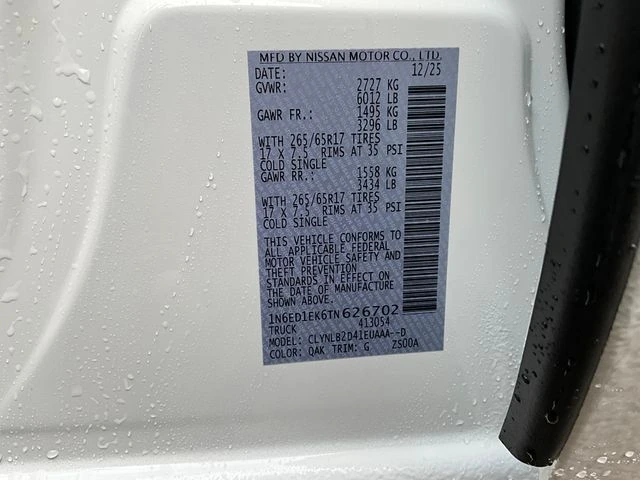 MFD BY NISSAN MOTOR CO., LTD.
DATE: 12/25
GVWR: 2727 KG
6012 LB
GAWR FR.: 1495 KG
3296 LB
WITH 265/65R17 TIRES
17 X 7.5 RIMS AT 35 PSI
COLD SINGLE
GAWR RR.: 1558 KG
3434 LB
WITH 265/65R17 TIRES
17 X 7.5 RIMS AT 35 PSI
COLD SINGLE
THIS VEHICLE CONFORMS TO
ALL APPLICABLE FEDERAL
MOTOR VEHICLE SAFETY AND
THEFT PREVENTION
STANDARDS IN EFFECT ON
THE DATE OF MANUFACTURE
SHOWN ABOVE.
1N6ED1EK6TN626702
TRUCK 413054
MODEL: CLYNLB2D41EUAAA--D
COLOR: QAK TRIM: G ZS00A